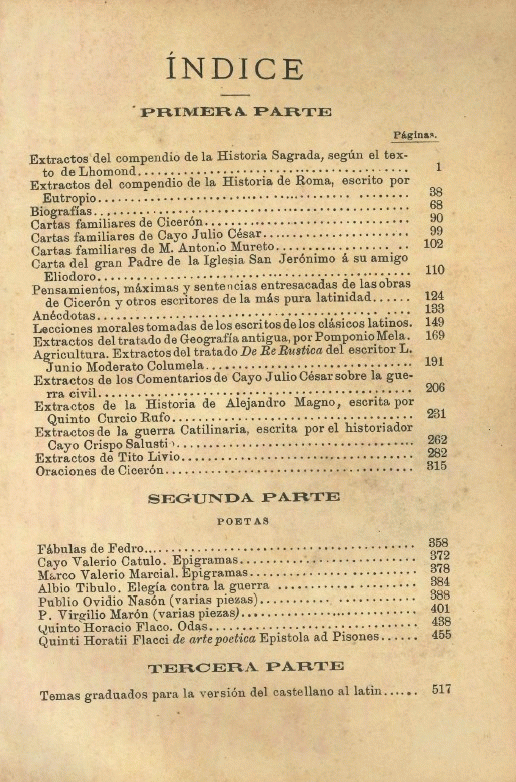 ÍNDICE
PRIMERA PARTE
Páginas.
Extractos del compendio de la Historia Sagrada, según el tex-
to de Lhomond........ 1
Extractos del compendio de la Historia de Roma, escrito por
Eutropio........ 38
Biografías........ 68
Cartas familiares de Cicerón........ 90
Cartas familiares de Cayo Julio César........ 99
Cartas familiares de M. Antonio Mureto........ 102
Carta del gran Padre de la Iglesia San Jerónimo á su amigo
Eliodoro........ 110
Pensamientos, máximas y sentencias entresacadas de las obras
de Cicerón y otros escritores de la más pura latinidad...... 124
Anécdotas........ 133
Lecciones morales tomadas de los escritos de los clásicos latinos. 149
Extractos del tratado de Geografía antigua, por Pomponio Mela. 169
Agricultura. Extractos del tratado De Re Rustica del escritor L.
Junio Moderato Columela........ 191
Extractos de los Comentarios de Cayo Julio César sobre la gue-
rra civil........ 206
Extractos de la Historia de Alejandro Magno, escrita por
Quinto Curcio Rufo........ 231
Extractos de la guerra Catilinaria, escrita por el historiador
Cayo Crispo Salustio........ 262
Extractos de Tito Livio........ 282
Oraciones de Cicerón........ 315
SEGUNDA PARTE
POETAS
Fábulas de Fedro........ 358
Cayo Valerio Catulo. Epigramas........ 372
Marco Valerio Marcial. Epigramas........ 378
Albio Tibulo. Elegía contra la guerra ........ 384
Publio Ovidio Nasón (varias piezas)........ 388
P. Virgilio Marón (varias piezas)........ 401
Quinto Horacio Flaco. Odas........ 438
Quinti Horatii Flacci de arte poetica Epistola ad Pisones...... 455
TERCERA PARTE
Temas graduados para la versión del castellano al latin...... 517